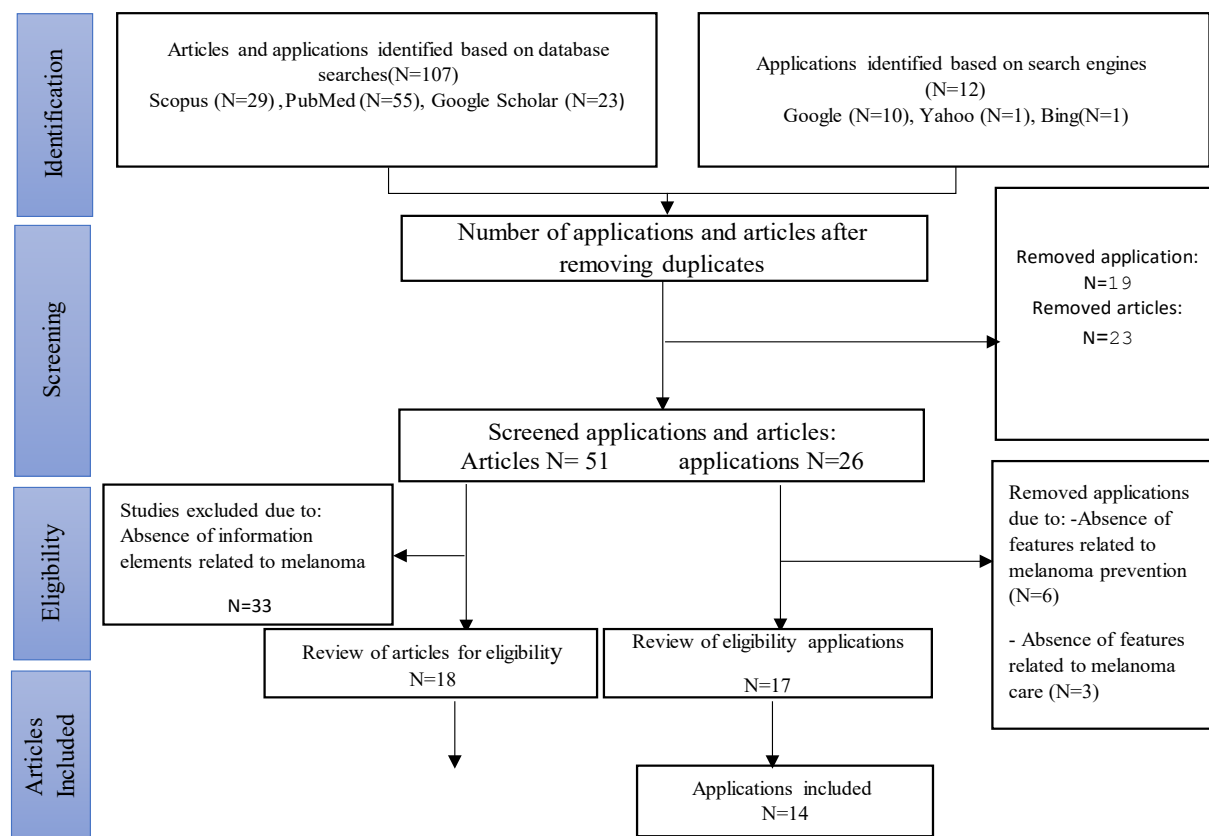 Identification
Articles and applications identified based on database
searches(N=107)
Scopus (N=29) ,PubMed (N=55), Google Scholar (N=23)
Applications identified based on search engines
(N=12)
Google (N=10), Yahoo (N=1), Bing(N=1)
Screening
Number of applications and articles after
removing duplicates
Removed application:
N=19
Removed articles:
N=23
Screened applications and articles:
Articles N= 51 applications N=26
Eligibility
Studies excluded due to:
Absence of information
elements related to melanoma
N=33
Removed applications
due to: -Absence of
features related to
melanoma prevention
(N=6)
- Absence of features
related to melanoma
care (N=3)
Review of articles for eligibility
N=18
Review of eligibility applications
N=17
Articles
Included
Applications included
N=14